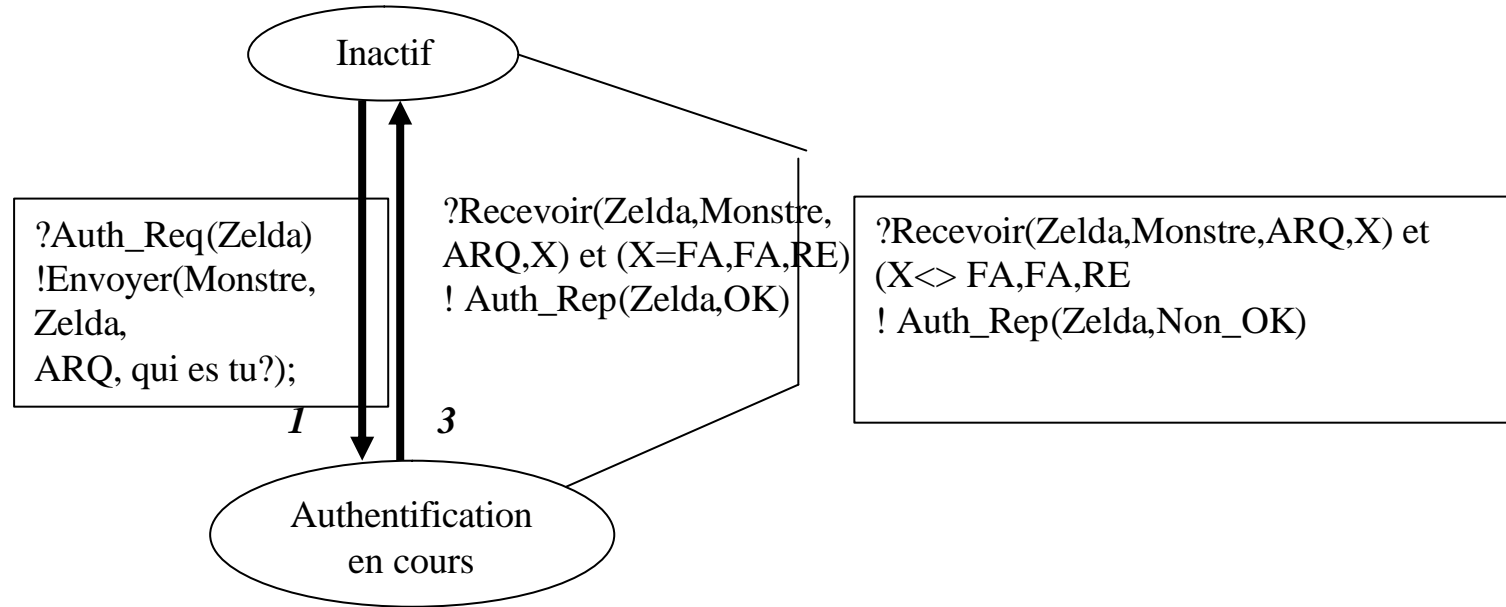 Inactif
?Auth_Req(Zelda)
!Envoyer(Monstre,
Zelda,
ARQ, qui es tu?);
?Recevoir(Zelda,Monstre,
ARQ,X) et (X=FA,FA,RE)
! Auth_Rep(Zelda,OK)
?Recevoir(Zelda,Monstre,ARQ,X) et
(X<> FA,FA,RE
! Auth_Rep(Zelda,Non_OK)
1
3
Authentification
en cours